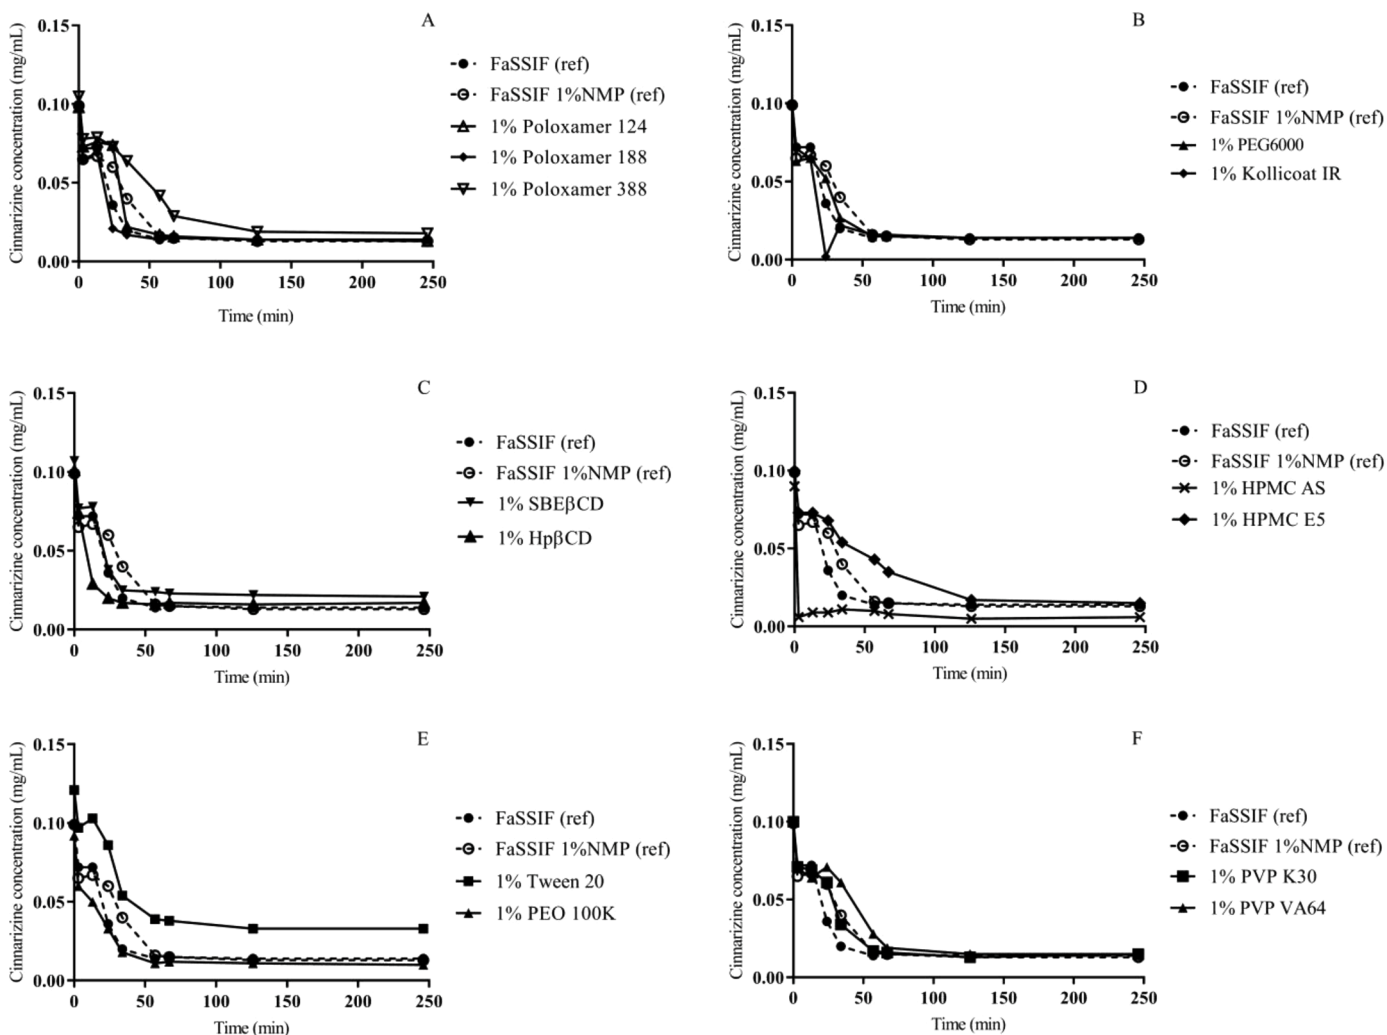 A
Cinnarizine concentration (mg/mL)
0.15
0.10
0.05
0.00
0 50 100 150 200 250
Time (min)
FaSSIF (ref)
FaSSIF 1%NMP (ref)
1% Poloxamer 124
1% Poloxamer 188
1% Poloxamer 388
B
Cinnarizine concentration (mg/mL)
0.15
0.10
0.05
0.00
0 50 100 150 200 250
Time (min)
FaSSIF (ref)
FaSSIF 1%NMP (ref)
1% PEG6000
1% Kollicoat IR
C
Cinnarizine concentration (mg/mL)
0.15
0.10
0.05
0.00
0 50 100 150 200 250
Time (min)
FaSSIF (ref)
FaSSIF 1%NMP (ref)
1% SBEβCD
1% HpβCD
D
Cinnarizine concentration (mg/mL)
0.15
0.10
0.05
0.00
0 50 100 150 200 250
Time (min)
FaSSIF (ref)
FaSSIF 1%NMP (ref)
1% HPMC AS
1% HPMC E5
E
Cinnarizine concentration (mg/mL)
0.15
0.10
0.05
0.00
0 50 100 150 200 250
Time (min)
FaSSIF (ref)
FaSSIF 1%NMP (ref)
1% Tween 20
1% PEO 100K
F
Cinnarizine concentration (mg/mL)
0.15
0.10
0.05
0.00
0 50 100 150 200 250
Time (min)
FaSSIF (ref)
FaSSIF 1%NMP (ref)
1% PVP K30
1% PVP VA64